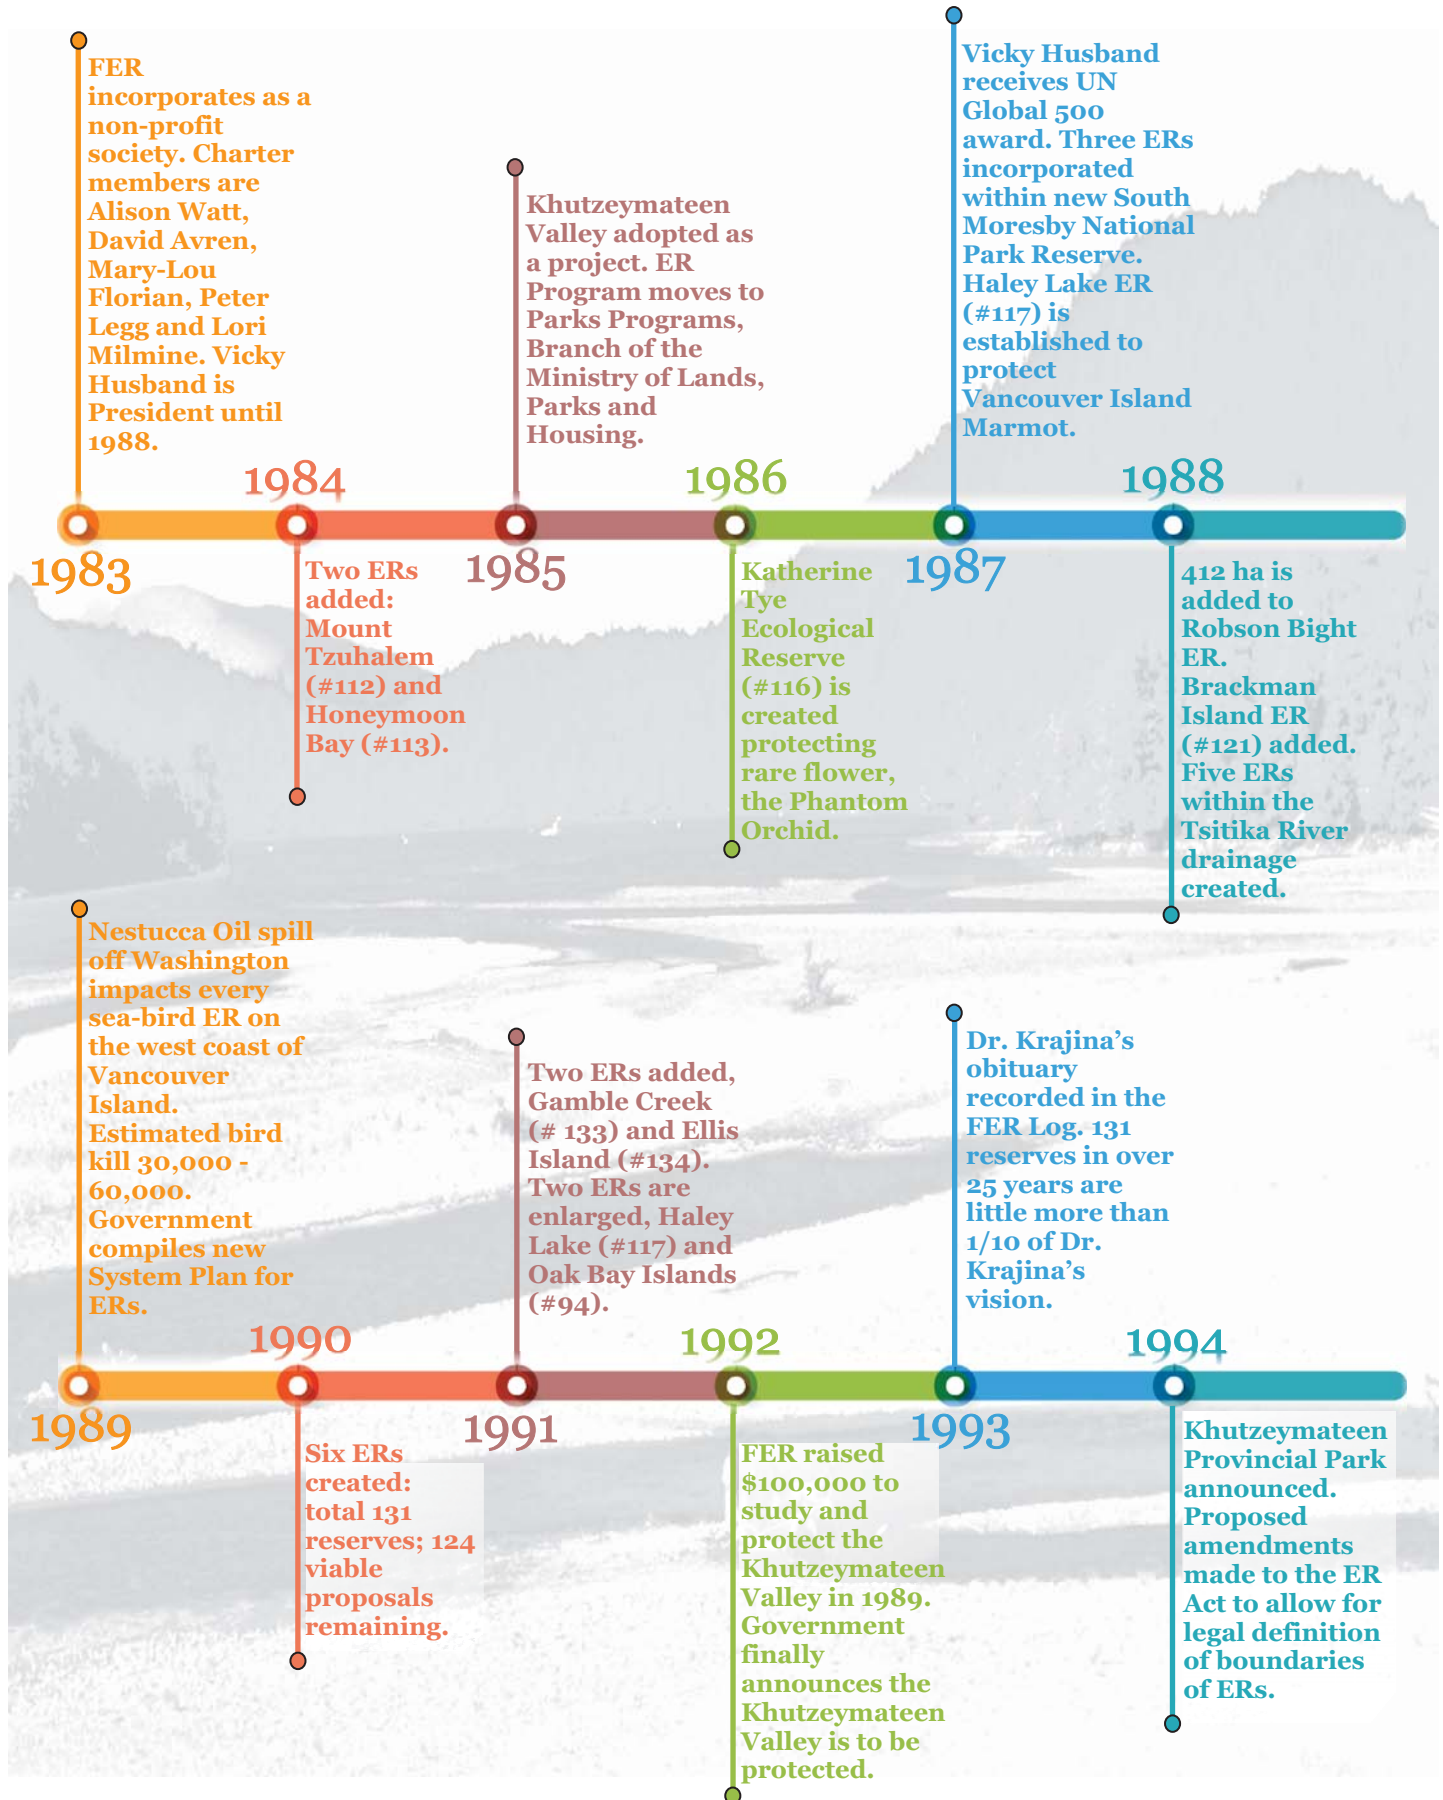 FER
incorporates as a
non-profit
society. Charter
members are
Alison Watt,
David Avren,
Mary-Lou
Florian, Peter
Legg and Lori
Milmine. Vicky
Husband is
President until
1988.
1983
1984
Two ERs
added:
Mount
Tzuhalem
(#112) and
Honeymoon
Bay (#113).
Khutzeymateen
Valley adopted as
a project. ER
Program moves to
Parks Programs,
Branch of the
Ministry of Lands,
Parks and
Housing.
1985
1986
Katherine
Tye
Ecological
Reserve
(#116) is
created
protecting
rare flower,
the Phantom
Orchid.
Vicky Husband
receives UN
Global 500
award. Three ERs
incorporated
within new South
Moresby National
Park Reserve.
Haley Lake ER
(#117) is
established to
protect
Vancouver Island
Marmot.
1987
1988
412 ha is
added to
Robson Bight
ER.
Brackman
Island ER
(#121) added.
Five ERs
within the
Tsitika River
drainage
created.
Nestucca Oil spill
off Washington
impacts every
sea-bird ER on
the west coast of
Vancouver
Island.
Estimated bird
kill 30,000 -
60,000.
Government
compiles new
System Plan for
ERs.
1989
1990
Six ERs
created:
total 131
reserves; 124
viable
proposals
remaining.
Two ERs added,
Gamble Creek
(# 133) and Ellis
Island (#134).
Two ERs are
enlarged, Haley
Lake (#117) and
Oak Bay Islands
(#94).
1991
1992
FER raised
$100,000 to
study and
protect the
Khutzeymateen
Valley in 1989.
Government
finally
announces the
Khutzeymateen
Valley is to be
protected.
Dr. Krajina’s
obituary
recorded in the
FER Log. 131
reserves in over
25 years are
little more than
1/10 of Dr.
Krajina’s
vision.
1993
1994
Khutzeymateen
Provincial Park
announced.
Proposed
amendments
made to the ER
Act to allow for
legal definition
of boundaries
of ERs.